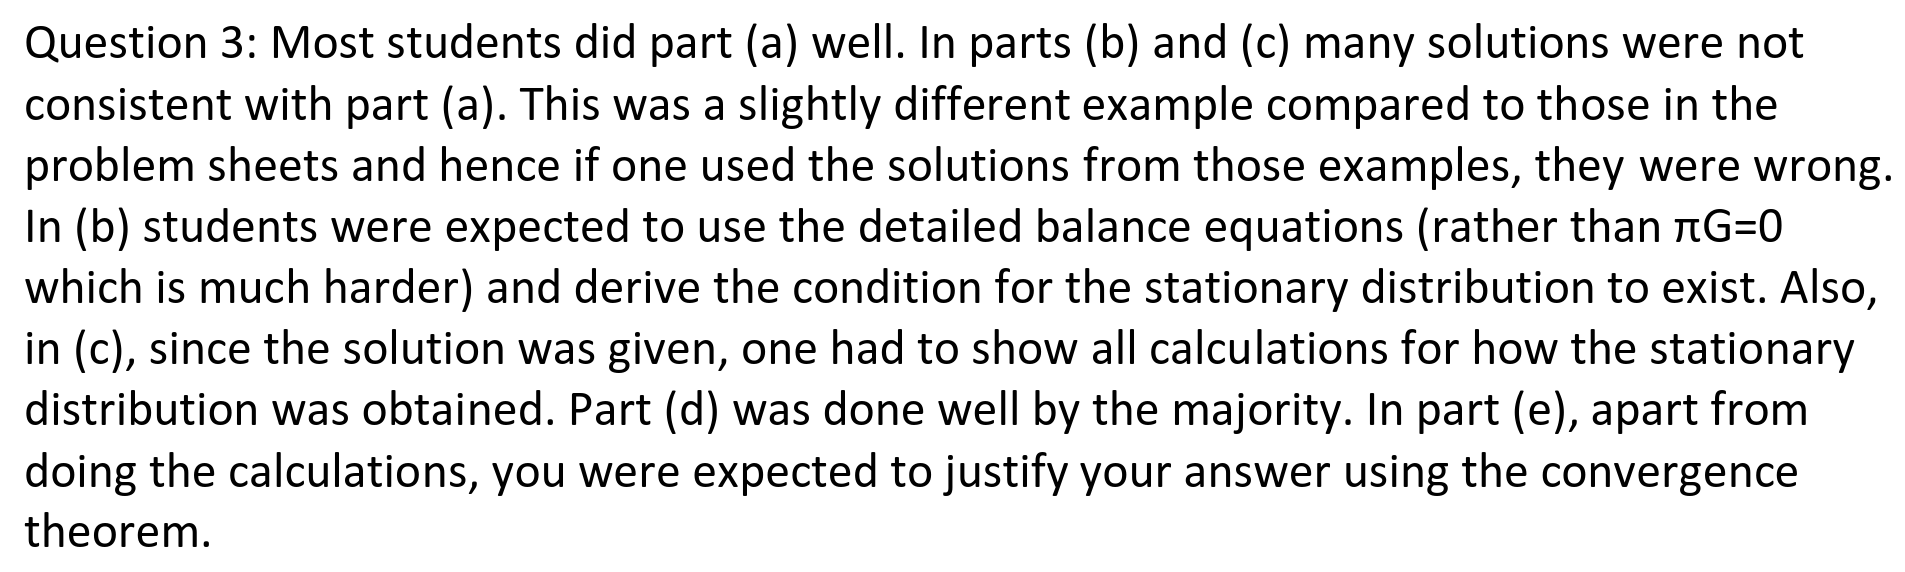 Question 3: Most students did part (a) well. In parts (b) and (c) many solutions were not
consistent with part (a). This was a slightly different example compared to those in the
problem sheets and hence if one used the solutions from those examples, they were wrong.
In (b) students were expected to use the detailed balance equations (rather than πG=0
which is much harder) and derive the condition for the stationary distribution to exist. Also,
in (c), since the solution was given, one had to show all calculations for how the stationary
distribution was obtained. Part (d) was done well by the majority. In part (e), apart from
doing the calculations, you were expected to justify your answer using the convergence
theorem.